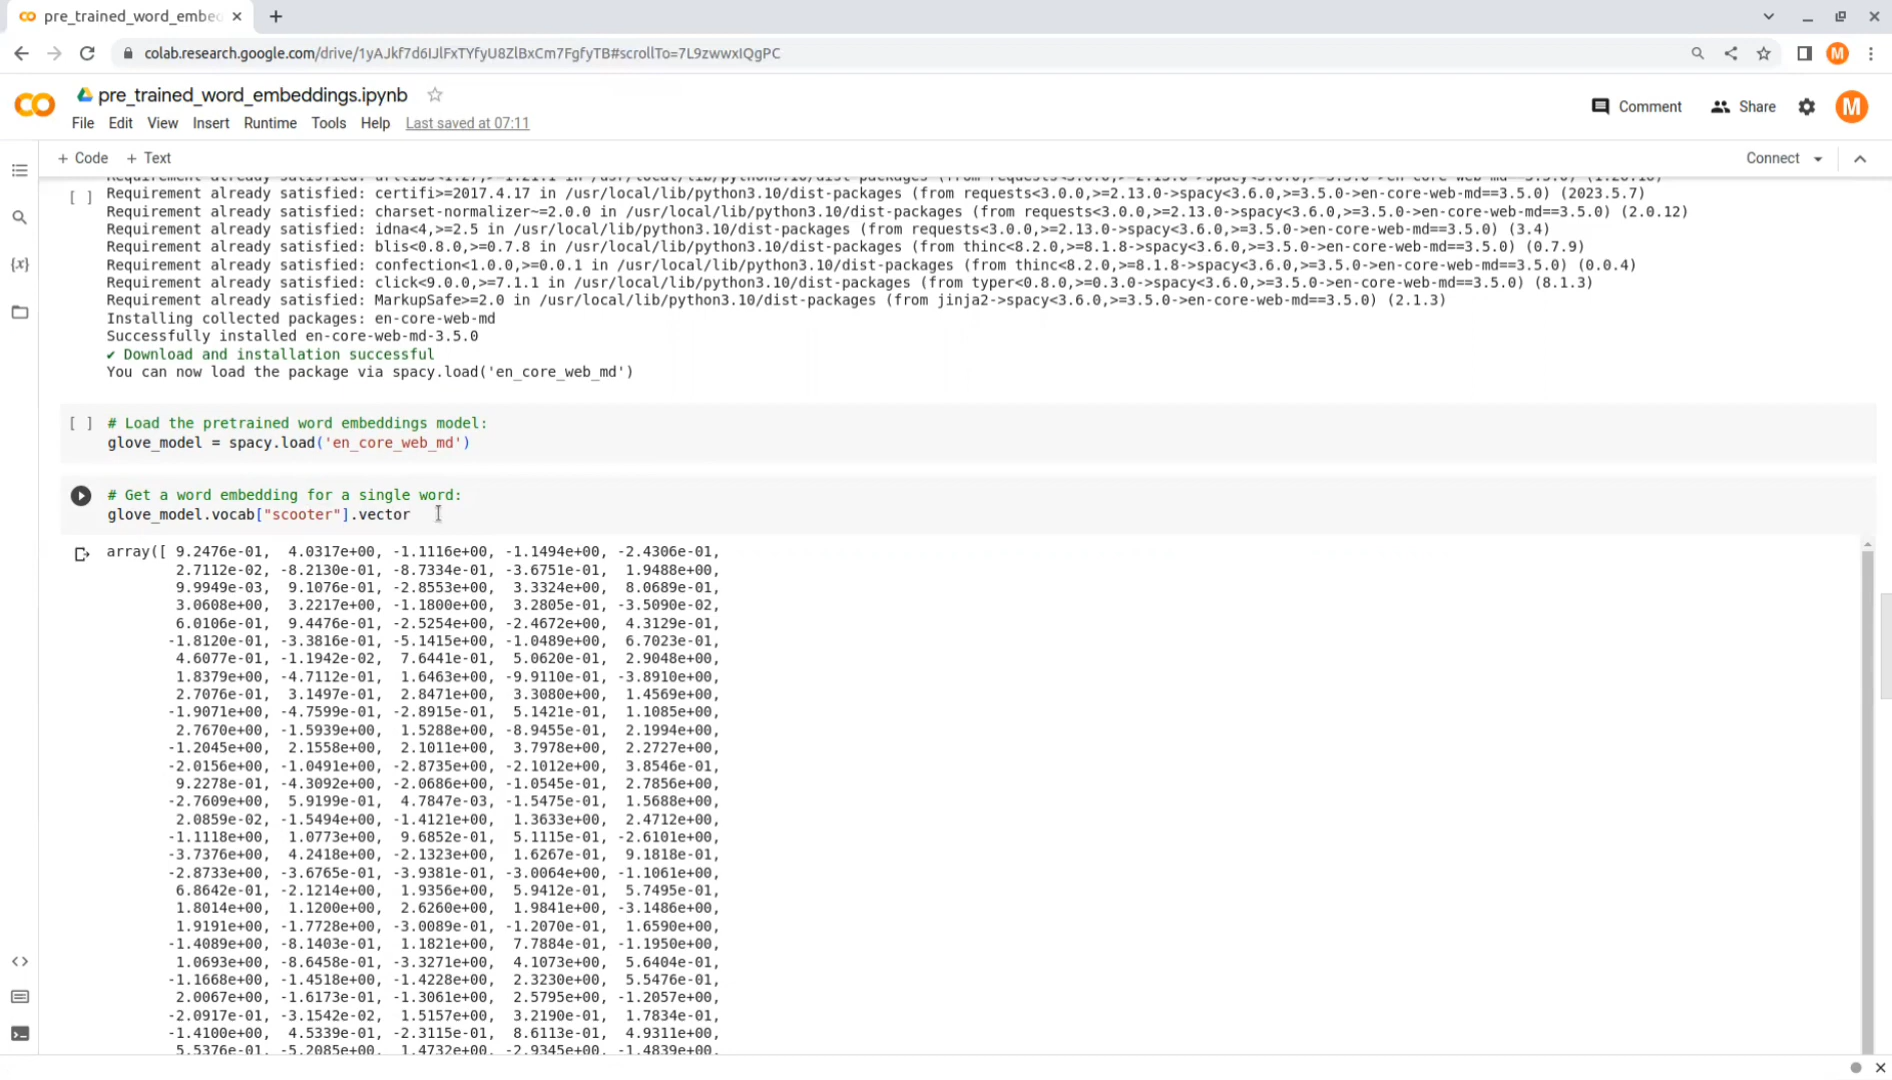 pre_trained_word_embe
colab.research.google.com/drive/1yAJkf7d6IJlFxTYfyU8ZlBxCm7FgfyTB#scrollTo=7L9zwwxIQgPC
M
pre_trained_word_embeddings.ipynb
File Edit View Insert Runtime Tools Help Last saved at 07:11
Comment Share M
+ Code + Text Connect
[ ] Requirement already satisfied: certifi>=2017.4.17 in /usr/local/lib/python3.10/dist-packages (from requests<3.0.0,>=2.13.0->spacy<3.6.0,>=3.5.0->en-core-web-md==3.5.0) (2023.5.7)
Requirement already satisfied: charset-normalizer~=2.0.0 in /usr/local/lib/python3.10/dist-packages (from requests<3.0.0,>=2.13.0->spacy<3.6.0,>=3.5.0->en-core-web-md==3.5.0) (2.0.12)
Requirement already satisfied: idna<4,>=2.5 in /usr/local/lib/python3.10/dist-packages (from requests<3.0.0,>=2.13.0->spacy<3.6.0,>=3.5.0->en-core-web-md==3.5.0) (3.4)
Requirement already satisfied: blis<0.8.0,>=0.7.8 in /usr/local/lib/python3.10/dist-packages (from thinc<8.2.0,>=8.1.8->spacy<3.6.0,>=3.5.0->en-core-web-md==3.5.0) (0.7.9)
Requirement already satisfied: confection<1.0.0,>=0.0.1 in /usr/local/lib/python3.10/dist-packages (from thinc<8.2.0,>=8.1.8->spacy<3.6.0,>=3.5.0->en-core-web-md==3.5.0) (0.0.4)
Requirement already satisfied: click<9.0.0,>=7.1.1 in /usr/local/lib/python3.10/dist-packages (from typer<0.8.0,>=0.3.0->spacy<3.6.0,>=3.5.0->en-core-web-md==3.5.0) (8.1.3)
Requirement already satisfied: MarkupSafe>=2.0 in /usr/local/lib/python3.10/dist-packages (from jinja2->spacy<3.6.0,>=3.5.0->en-core-web-md==3.5.0) (2.1.3)
Installing collected packages: en-core-web-md
Successfully installed en-core-web-md-3.5.0
✔ Download and installation successful
You can now load the package via spacy.load('en_core_web_md')
[ ] # Load the pretrained word embeddings model:
glove_model = spacy.load('en_core_web_md')
# Get a word embedding for a single word:
glove_model.vocab["scooter"].vector
array([ 9.2476e-01, 4.0317e+00, -1.1116e+00, -1.1494e+00, -2.4306e-01,
2.7112e-02, -8.2130e-01, -8.7334e-01, -3.6751e-01, 1.9488e+00,
9.9949e-03, 9.1076e-01, -2.8553e+00, 3.3324e+00, 8.0689e-01,
3.0608e+00, 3.2217e+00, -1.1800e+00, 3.2805e-01, -3.5090e-02,
6.0106e-01, 9.4476e-01, -2.5254e+00, -2.4672e+00, 4.3129e-01,
-1.8120e-01, -3.3816e-01, -5.1415e-01, -1.0489e+00, 6.7023e-01,
4.6077e-01, -1.1942e-02, 7.6441e-01, 5.0620e-01, 2.9048e+00,
1.8379e+00, -4.7112e-01, 1.6463e+00, -9.9110e-01, -3.8910e+00,
2.7076e-01, 3.1497e-01, 2.8471e+00, 3.3080e+00, 1.4569e+00,
-1.9071e+00, -4.7599e-01, -2.8915e-01, 5.1421e-01, 1.1085e+00,
2.7670e+00, -1.5939e+00, 1.5288e+00, -8.9455e-01, 2.1994e+00,
-1.2045e+00, 2.1558e+00, 2.1011e+00, 3.7978e+00, 2.2727e+00,
-2.0156e+00, -1.0491e+00, -2.8735e+00, -2.1012e+00, 3.8546e-01,
9.2278e-01, -4.3092e+00, -2.0686e+00, -1.0545e-01, 2.7856e+00,
-2.7609e+00, 5.9199e-01, 4.7847e-03, -1.5475e+00, 1.5688e+00,
2.0859e-02, -1.5494e+00, -1.4121e+00, 1.3633e+00, 2.4712e+00,
-1.1118e+00, 1.0773e+00, 9.6852e-01, 5.1115e-01, -2.6101e+00,
-3.7376e+00, 4.2418e+00, -2.1323e+00, 1.6267e-01, 9.1818e-01,
-2.8733e+00, -3.6765e-01, -3.9381e-01, -3.0064e+00, -1.1061e+00,
6.8642e-01, -2.1214e+00, 1.9356e+00, 5.9412e-01, 5.7495e-01,
1.8014e+00, 1.1200e+00, 2.6260e+00, 1.9841e+00, -3.1486e+00,
1.9191e+00, -1.7728e+00, -3.0089e-01, -1.2070e-01, 1.6590e+00,
-1.4089e+00, -8.1403e-01, 1.1821e+00, 7.7884e-01, -1.1950e+00,
1.0693e+00, -8.6458e-01, -3.3271e-01, 4.1073e+00, 5.6404e-01,
-1.1668e+00, -1.4518e+00, -1.4228e+00, 2.3230e+00, 5.5476e-01,
2.0067e+00, -1.6173e-01, -1.3061e+00, 2.5795e+00, -1.2057e+00,
-2.0917e-01, -3.1542e-02, 1.5157e+00, 3.2190e-01, 1.7834e-01,
-1.4100e+00, 4.5339e-01, -2.3115e-01, 8.6113e-01, 4.9311e+00,
5.5376e-01, -5.2085e+00, 1.4732e+00, -2.9345e+00, -1.4839e+00,